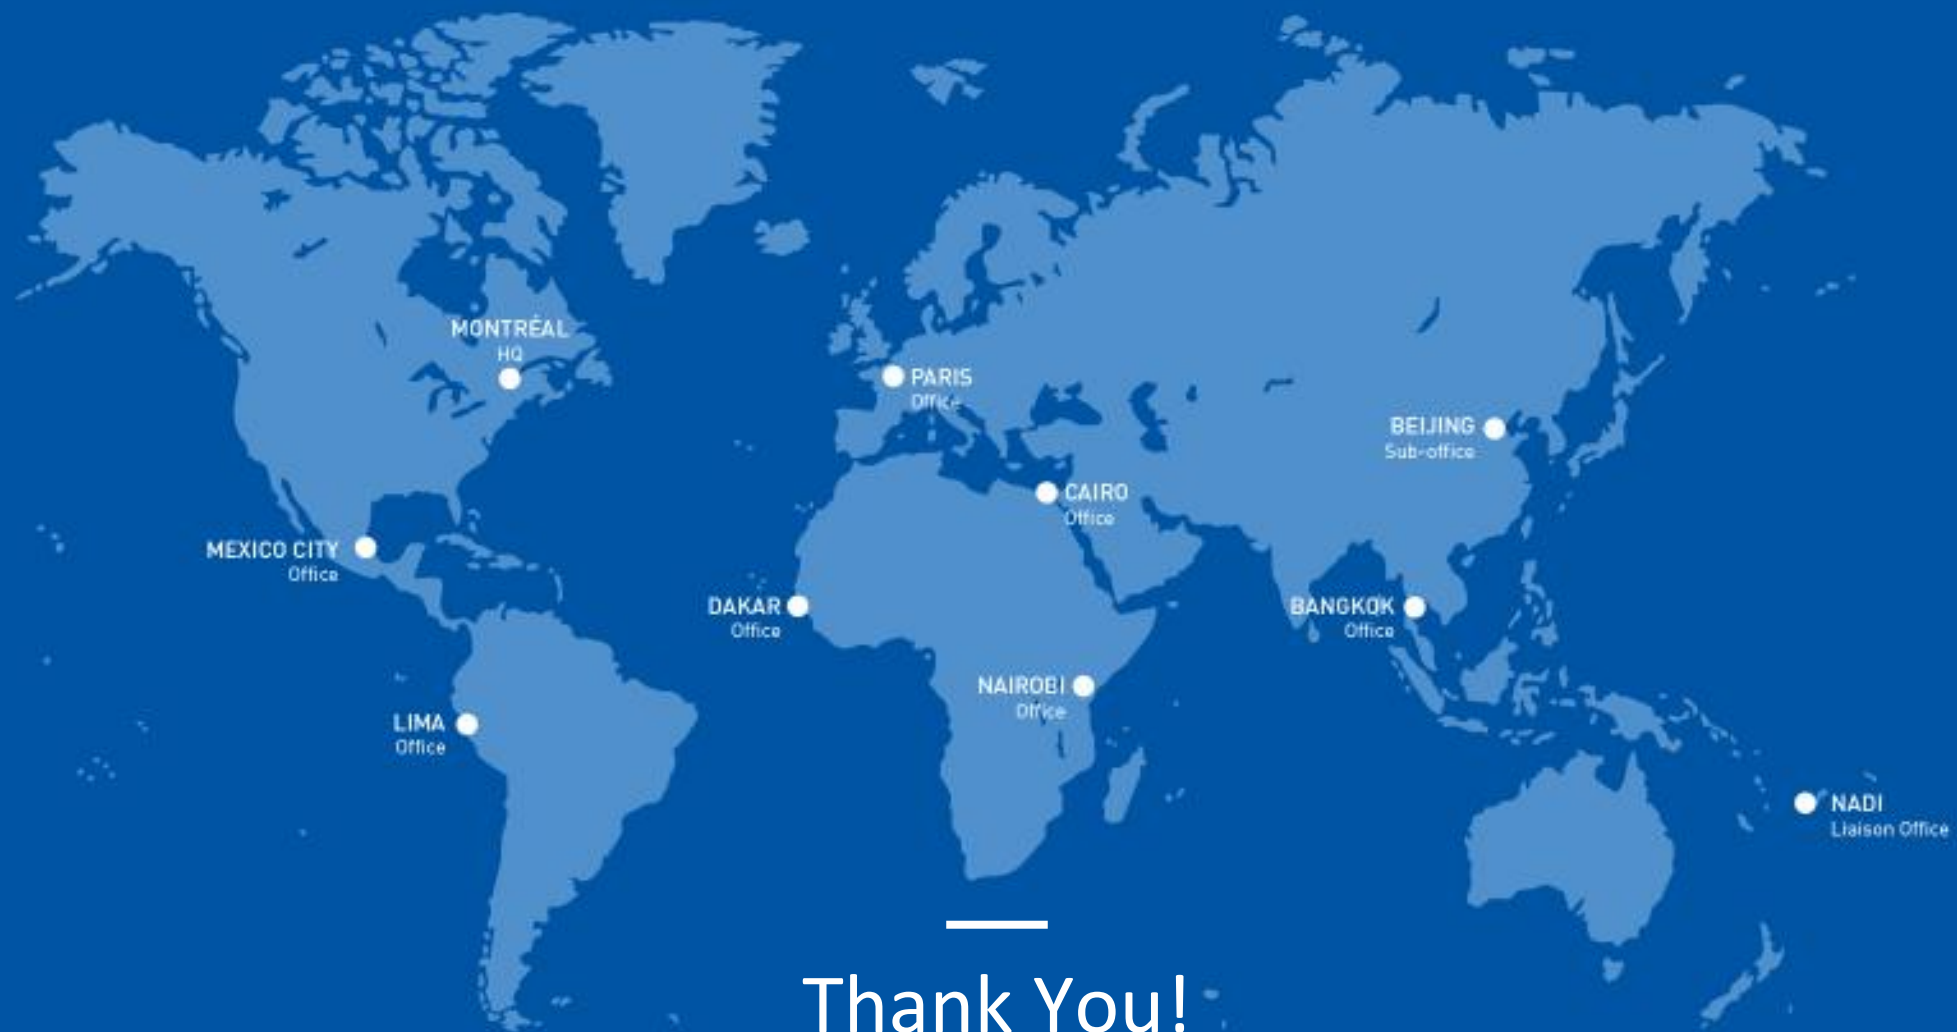 MONTRÉAL
HQ
PARIS
Office
BEIJING
Sub-office
CAIRO
Office
MEXICO CITY
Office
DAKAR
Office
BANGKOK
Office
NAIROBI
Office
LIMA
Office
NADI
Liaison Office
Thank You!